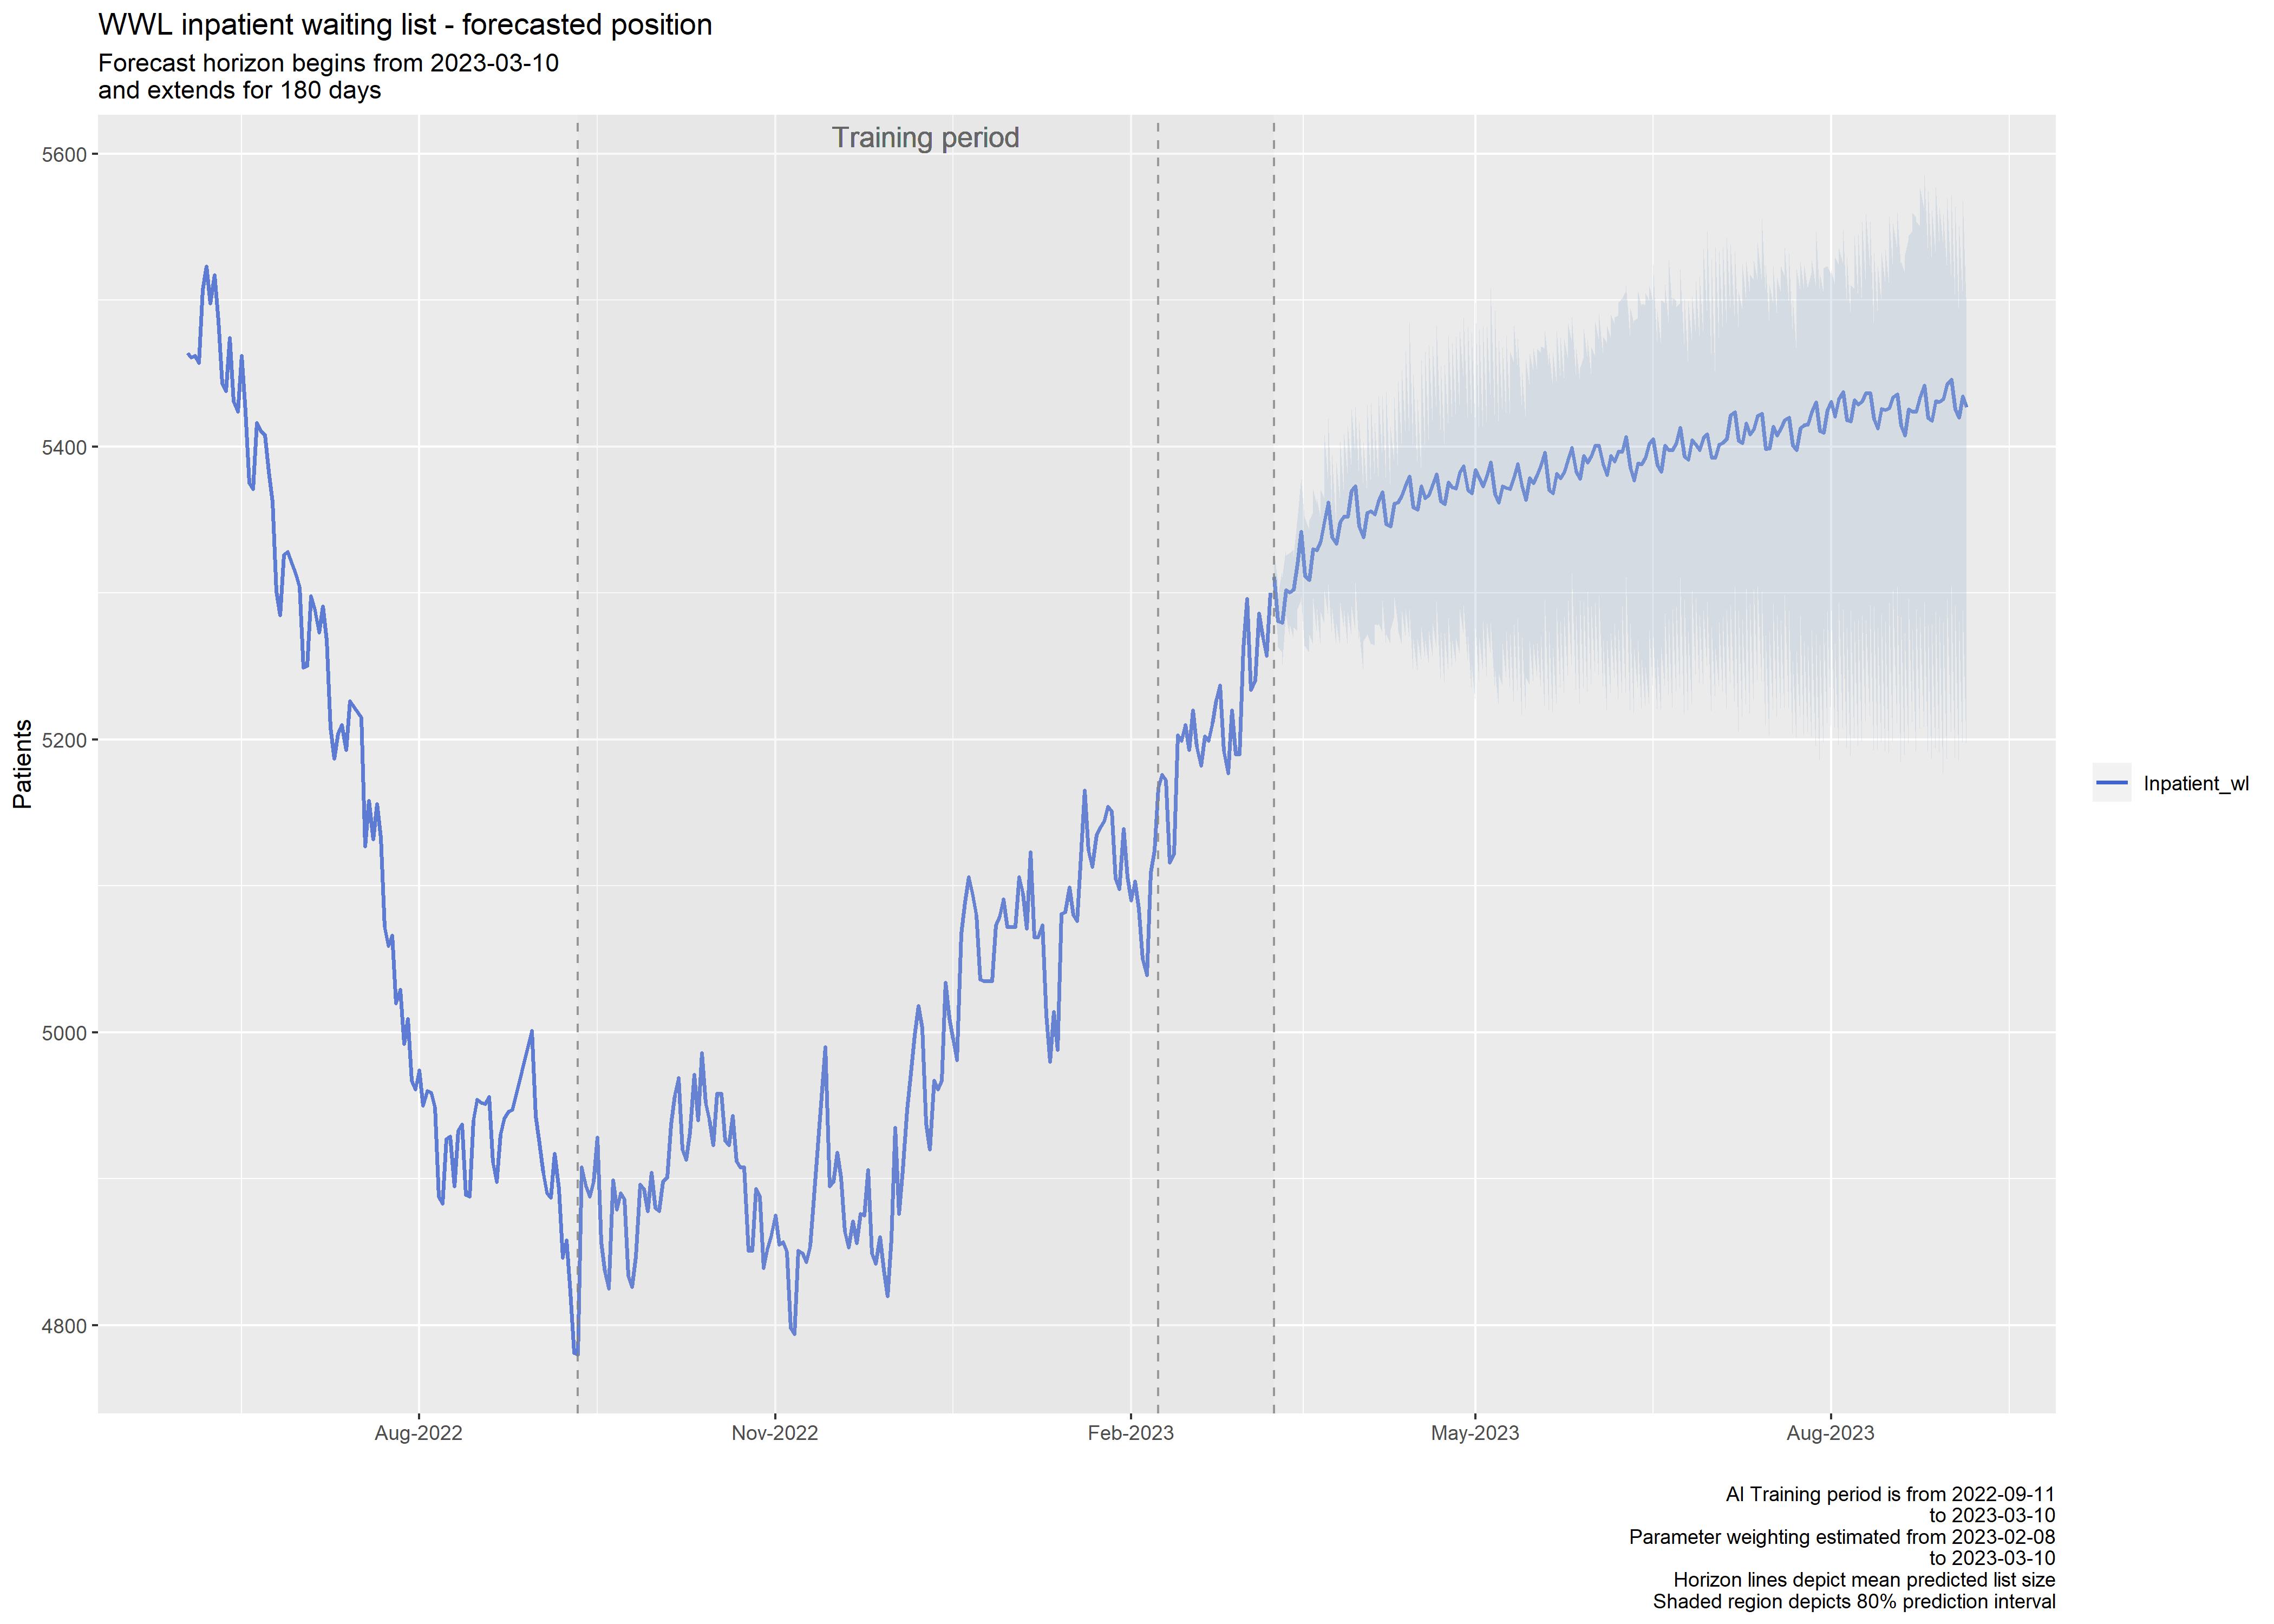 WWL inpatient waiting list - forecasted position
Forecast horizon begins from 2023-03-10
and extends for 180 days
Training period
5600
5400
5200
5000
4800
Patients
Inpatient_wl
Aug-2022
Nov-2022
Feb-2023
May-2023
Aug-2023
AI Training period is from 2022-09-11
to 2023-03-10
Parameter weighting estimated from 2023-02-08
to 2023-03-10
Horizon lines depict mean predicted list size
Shaded region depicts 80% prediction interval